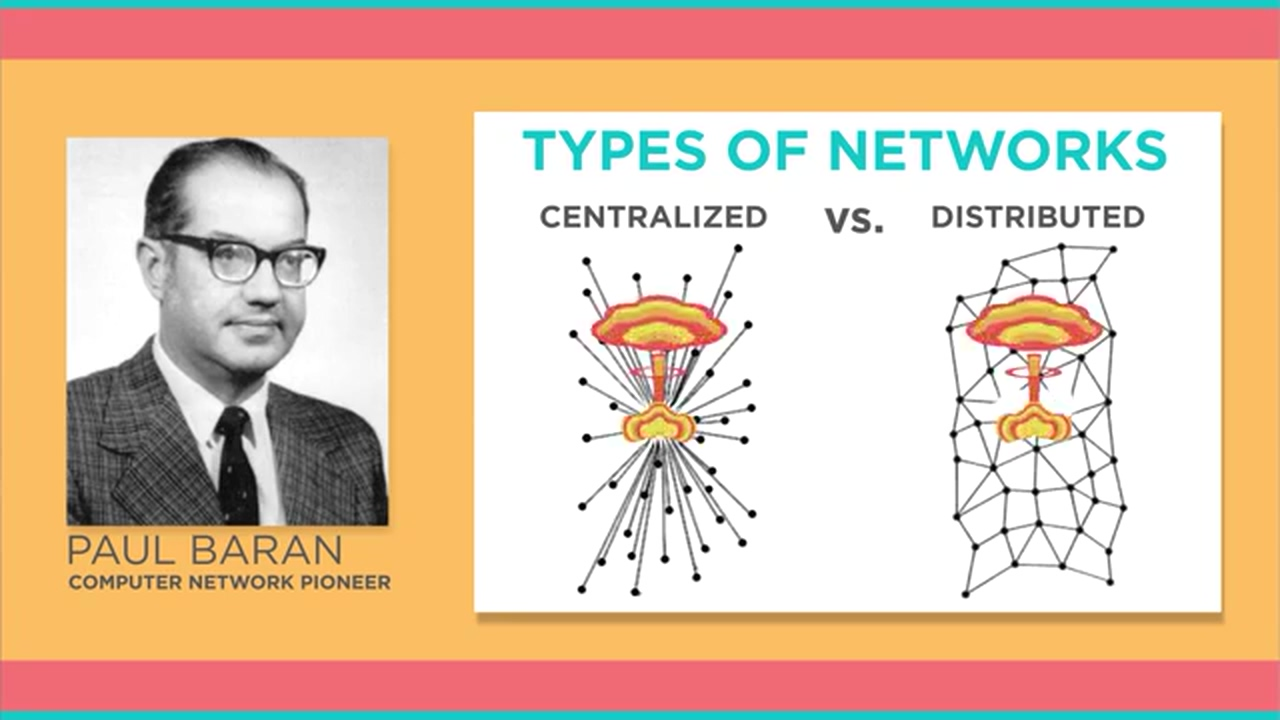 PAUL BARAN
COMPUTER NETWORK PIONEER
TYPES OF NETWORKS
CENTRALIZED VS. DISTRIBUTED